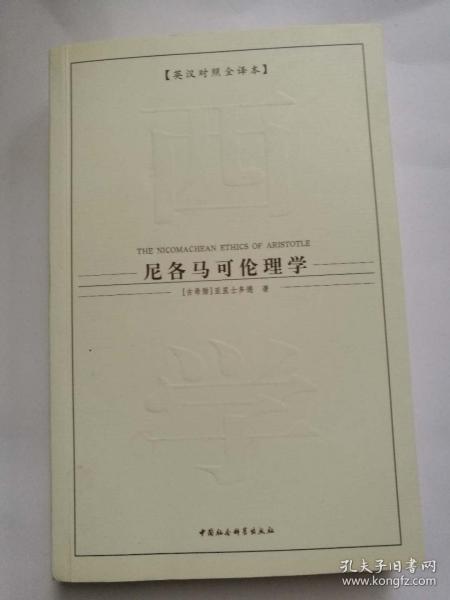 【英汉对照全译本】
西
THE NICOMACHEAN ETHICS OF ARISTOTLE
尼各马可伦理学
[古希腊]亚里士多德 著
学
中国社会科学出版社
孔夫子旧书网
www.kongfz.com